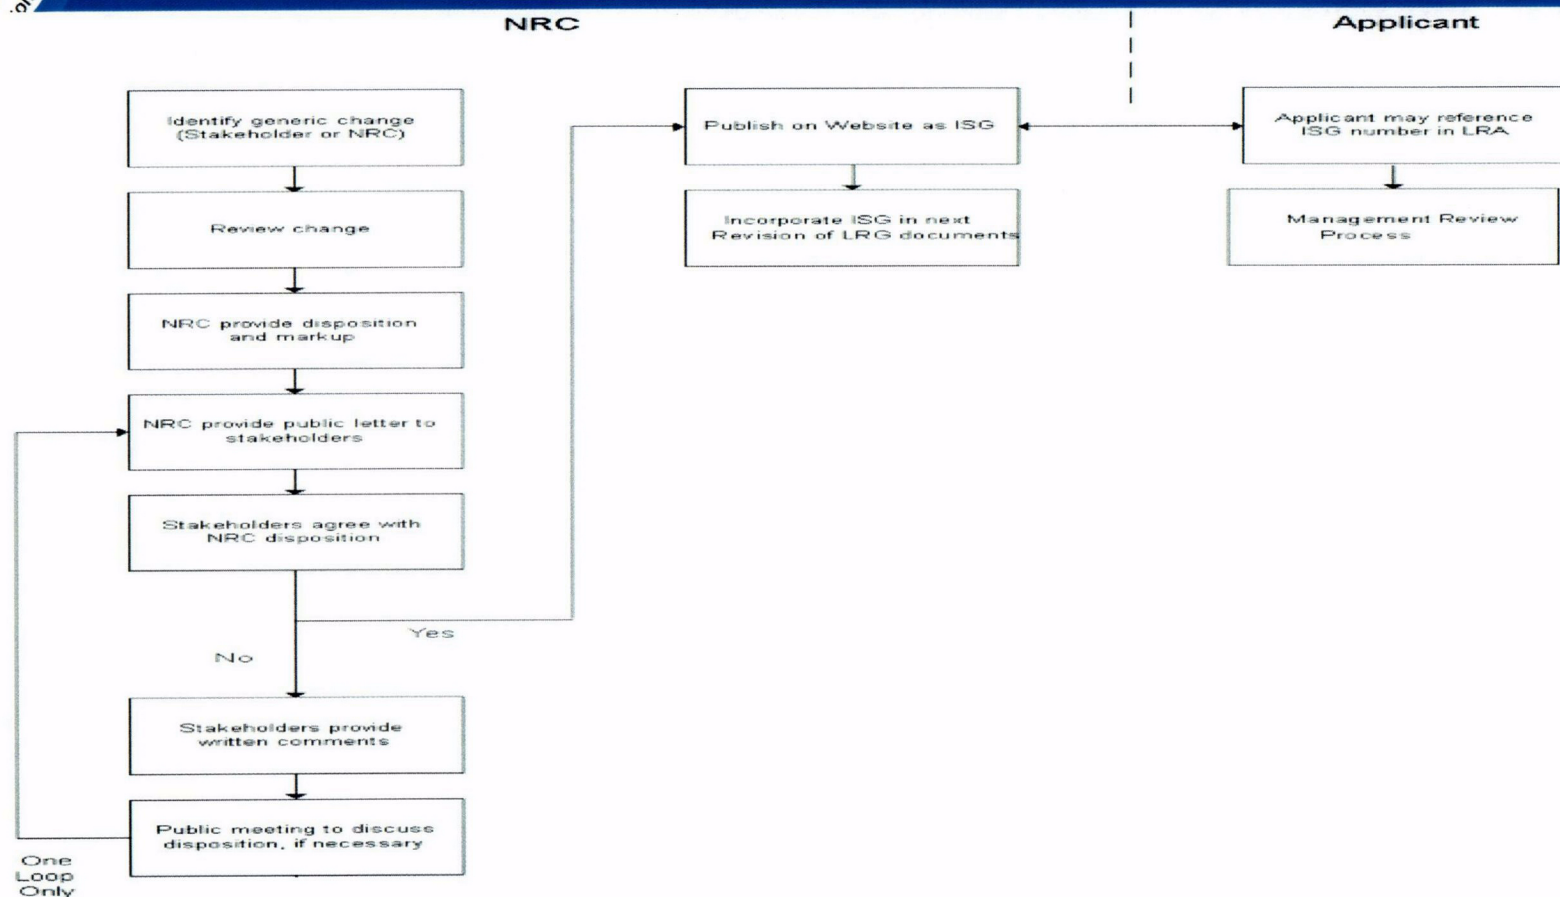 NRC
Applicant
Identify generic change
(Stakeholder or NRC)
Review change
NRC provide disposition
and markup
NRC provide public letter to
stakeholders
Stakeholders agree with
NRC disposition
Yes
No
Stakeholders provide
written comments
Public meeting to discuss
disposition, if necessary
One
Loop
Only
Publish on Website as ISG
Incorporate ISG in next
Revision of LRG documents
Applicant may reference
ISG number in LRA
Management Review
Process